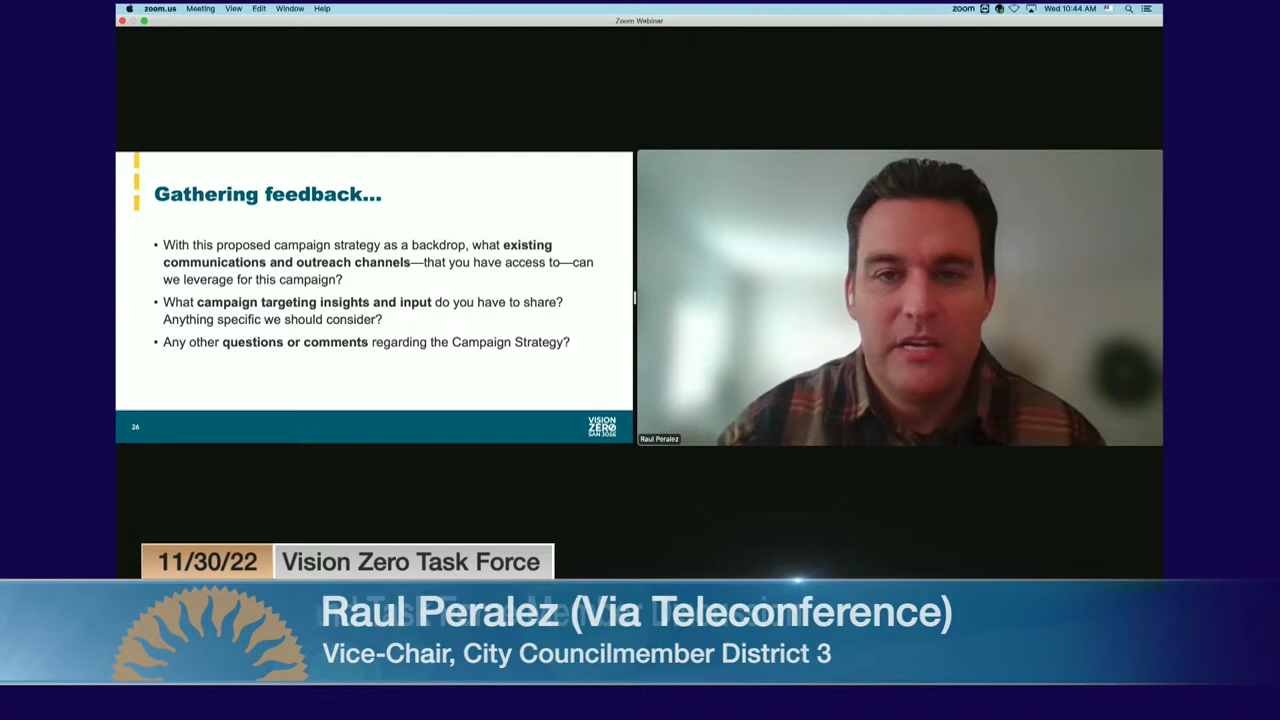 zoom.us Meeting View Edit Window Help
zoom Wed 10:44 AM
Zoom Webinar
Gathering feedback...
• With this proposed campaign strategy as a backdrop, what existing
communications and outreach channels—that you have access to—can
we leverage for this campaign?
• What campaign targeting insights and input do you have to share?
Anything specific we should consider?
• Any other questions or comments regarding the Campaign Strategy?
26
VISION
ZERO
SAN JOSE
Raul Peralez
11/30/22 Vision Zero Task Force
Raul Peralez (Via Teleconference)
Vice-Chair, City Councilmember District 3